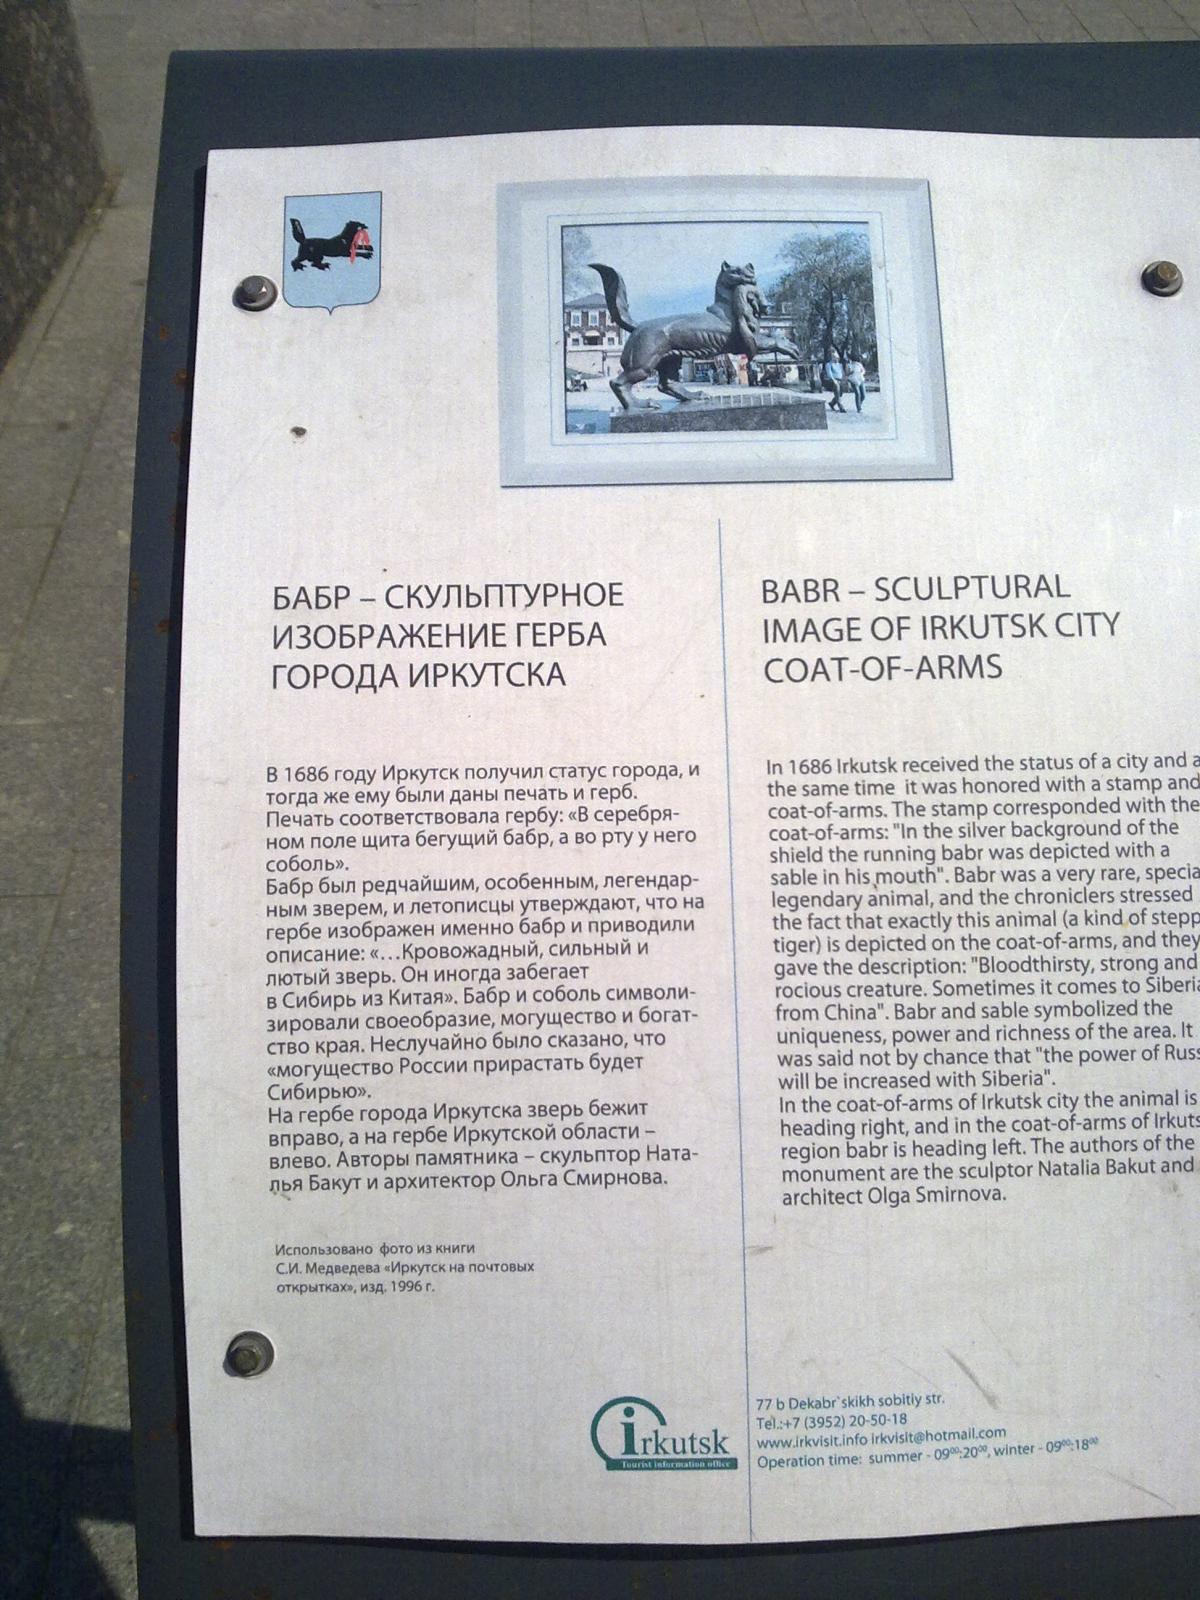 БАБР – СКУЛЬПТУРНОЕ
ИЗОБРАЖЕНИЕ ГЕРБА
ГОРОДА ИРКУТСКА
В 1686 году Иркутск получил статус города, и
тогда же ему были даны печать и герб.
Печать соответствовала гербу: «В серебря-
ном поле щита бегущий бабр, а во рту у него
соболь».
Бабр был редчайшим, особенным, легендар-
ным зверем, и летописцы утверждают, что на
гербе изображен именно бабр и приводили
описание: «…Кровожадный, сильный и
лютый зверь. Он иногда забегает
в Сибирь из Китая». Бабр и соболь символи-
зировали своеобразие, могущество и богат-
ство края. Неслучайно было сказано, что
«могущество России прирастать будет
Сибирью».
На гербе города Иркутска зверь бежит
вправо, а на гербе Иркутской области –
влево. Авторы памятника – скульптор Ната-
лья Бакут и архитектор Ольга Смирнова.
Использовано фото из книги
С.И. Медведева «Иркутск на почтовых
открытках», изд. 1996 г.
BABR – SCULPTURAL
IMAGE OF IRKUTSK CITY
COAT-OF-ARMS
In 1686 Irkutsk received the status of a city and
the same time it was honored with a stamp and
coat-of-arms. The stamp corresponded with the
coat-of-arms: "In the silver background of the
shield the running babr was depicted with a
sable in his mouth". Babr was a very rare,
legendary animal, and the chroniclers stressed
the fact that exactly this animal (a kind of
tiger) is depicted on the coat-of-arms, and they
gave the description: "Bloodthirsty, strong and
rocious creature. Sometimes it comes to
from China". Babr and sable symbolized the
uniqueness, power and richness of the area. It
was said not by chance that "the power of
will be increased with Siberia".
In the coat-of-arms of Irkutsk city the animal is
heading right, and in the coat-of-arms of
region babr is heading left. The authors of the
monument are the sculptor Natalia Bakut and
architect Olga Smirnova.
irkutsk
Tourist information office
77 b Dekabr`skikh sobitiy str.
Tel.:+7 (3952) 20-50-18
www.irkvisit.info irkvisit@hotmail.com
Operation time: summer - 09⁰⁰:20⁰⁰, winter - 09⁰⁰:18⁰⁰